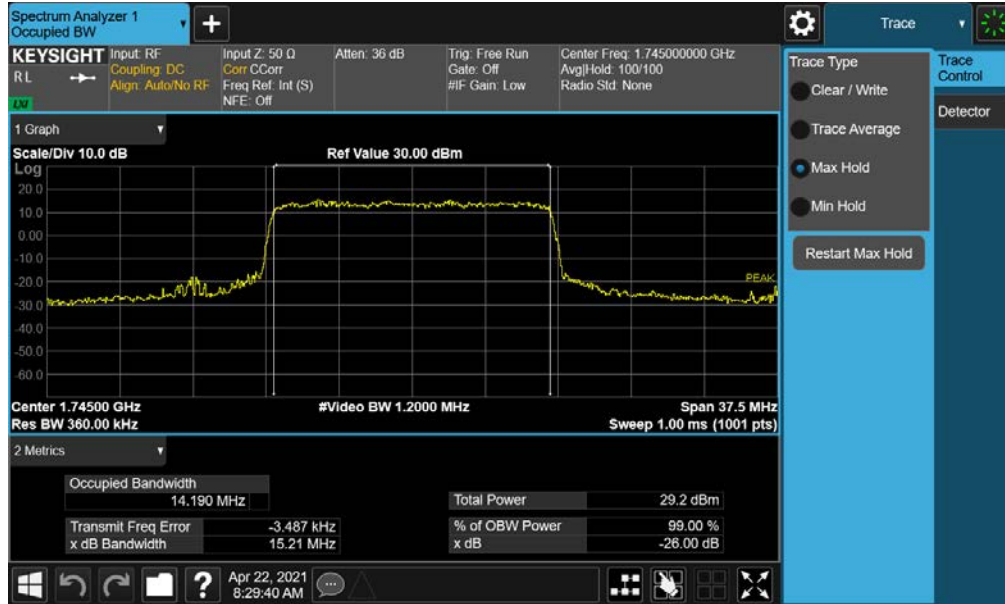 Spectrum Analyzer 1
Occupied BW
+
Trace
KEYSIGHT
R L
LXI
Input: RF
Coupling: DC
Align: Auto/No RF
Input Z: 50 Ω
Corr CCorr
Freq Ref: Int (S)
NFE: Off
Atten: 36 dB
Trig: Free Run
Gate: Off
#IF Gain: Low
Center Freq: 1.745000000 GHz
Avg|Hold: 100/100
Radio Std: None
Trace Type
Clear / Write
Trace Average
Max Hold
Min Hold
Restart Max Hold
Trace
Control
Detector
1 Graph
Scale/Div 10.0 dB
Ref Value 30.00 dBm
Log
20.0
10.0
0.00
-10.0
-20.0
-30.0
-40.0
-50.0
-60.0
PEAK
Center 1.74500 GHz
#Video BW 1.2000 MHz
Span 37.5 MHz
Res BW 360.00 kHz
Sweep 1.00 ms (1001 pts)
2 Metrics
Occupied Bandwidth
14.190 MHz
Total Power 29.2 dBm
Transmit Freq Error -3.487 kHz
% of OBW Power 99.00 %
x dB Bandwidth 15.21 MHz
x dB -26.00 dB
?
Apr 22, 2021
8:29:40 AM